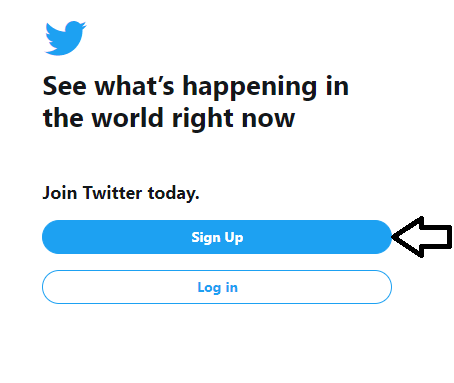 See what’s happening in
the world right now
Join Twitter today.
Sign Up
Log in